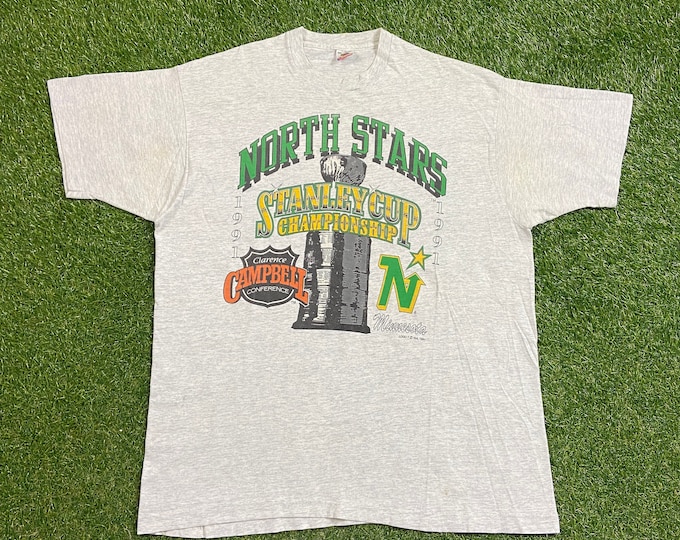 NORTH STARS
1991
1991
STANLEY CUP
CHAMPIONSHIP
Clarence
CAMPBELL
CONFERENCE
N
Minnesota